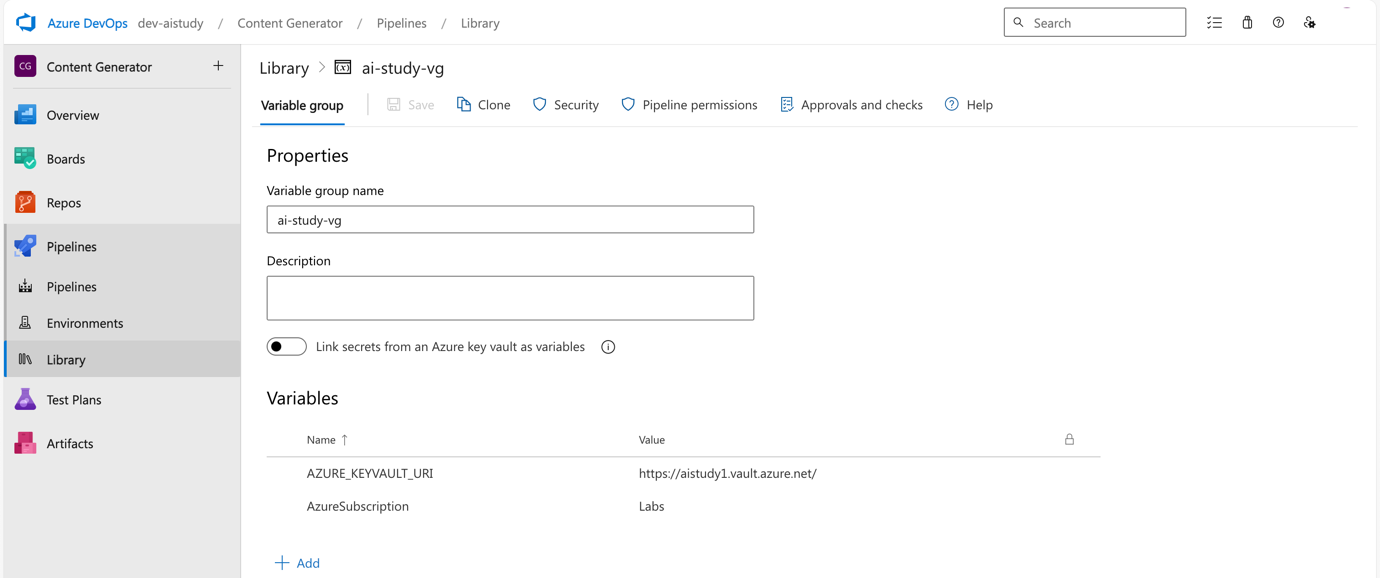 Azure DevOps dev-aistudy / Content Generator / Pipelines / Library
Search
CG Content Generator +
Overview
Boards
Repos
Pipelines
Pipelines
Environments
Library
Test Plans
Artifacts
Library > (x) ai-study-vg
Variable group
Save
Clone
Security
Pipeline permissions
Approvals and checks
Help
Properties
Variable group name
ai-study-vg
Description
Link secrets from an Azure key vault as variables
Variables
Name ↑ Value
AZURE_KEYVAULT_URI https://aistudy1.vault.azure.net/
AzureSubscription Labs
+ Add